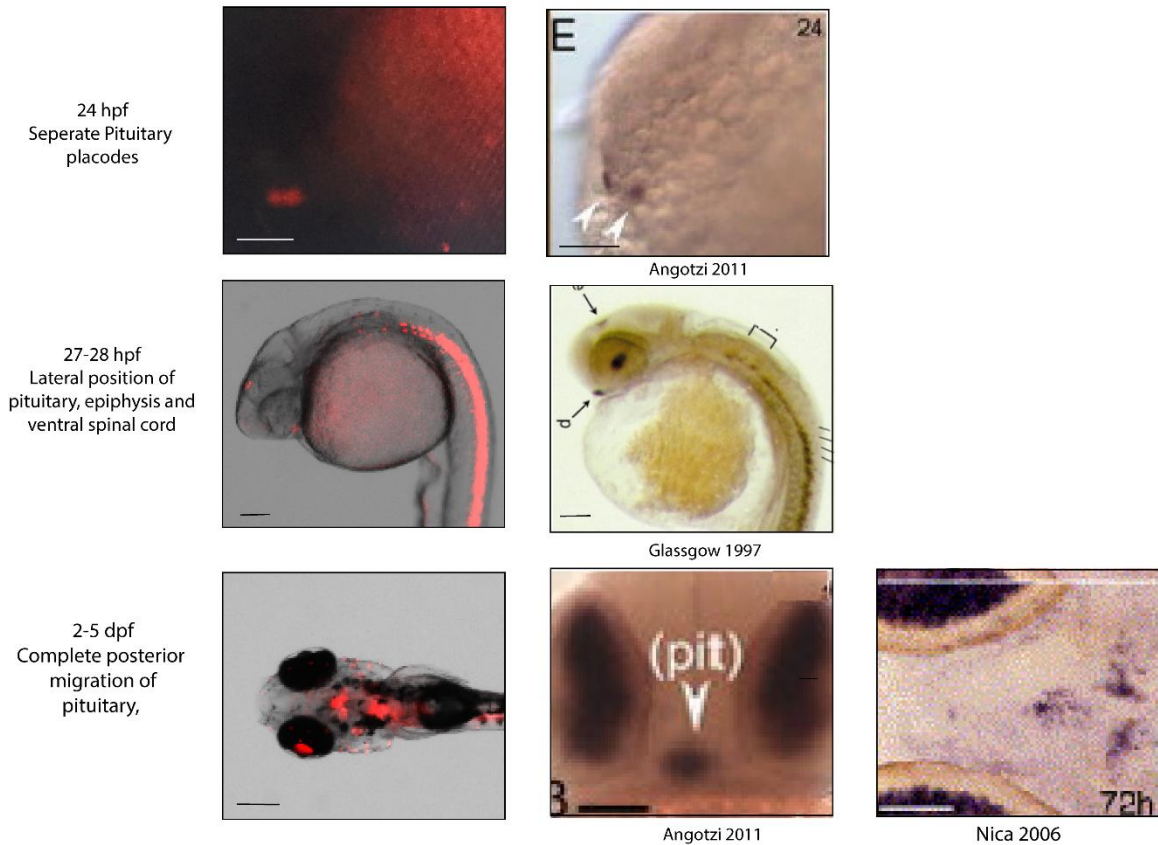 24 hpf
Seperate Pituitary
placodes
E
24
Angotzi 2011
27-28 hpf
Lateral position of
pituitary, epiphysis and
ventral spinal cord
Glassgow 1997
2-5 dpf
Complete posterior
migration of
pituitary,
(pit)
Angotzi 2011
72h
Nica 2006